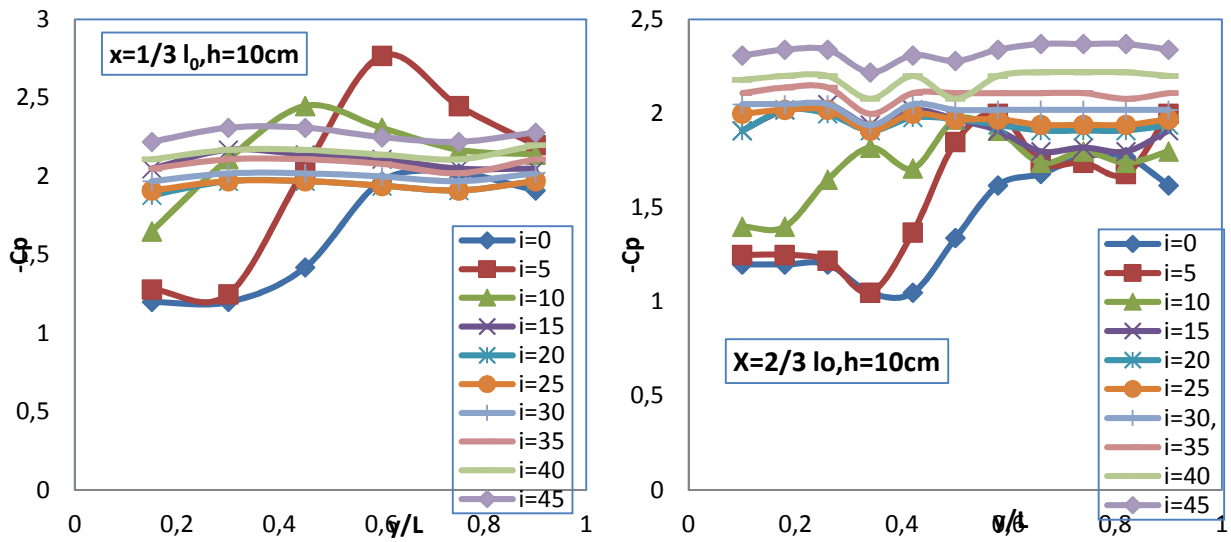 3
2,5
2
1,5
1
0,5
0
-Cp
x=1/3 l0,h=10cm
i=0
i=5
i=10
i=15
i=20
i=25
i=30
i=35
i=40
i=45
0 0,2 0,4 0,6 0,8 1
y/L
2,5
2
1,5
1
0,5
0
-Cp
X=2/3 lo,h=10cm
i=0
i=5
i=10
i=15
i=20
i=25
i=30,
i=35
i=40
i=45
0 0,2 0,4 0,6 0,8 1
y/L